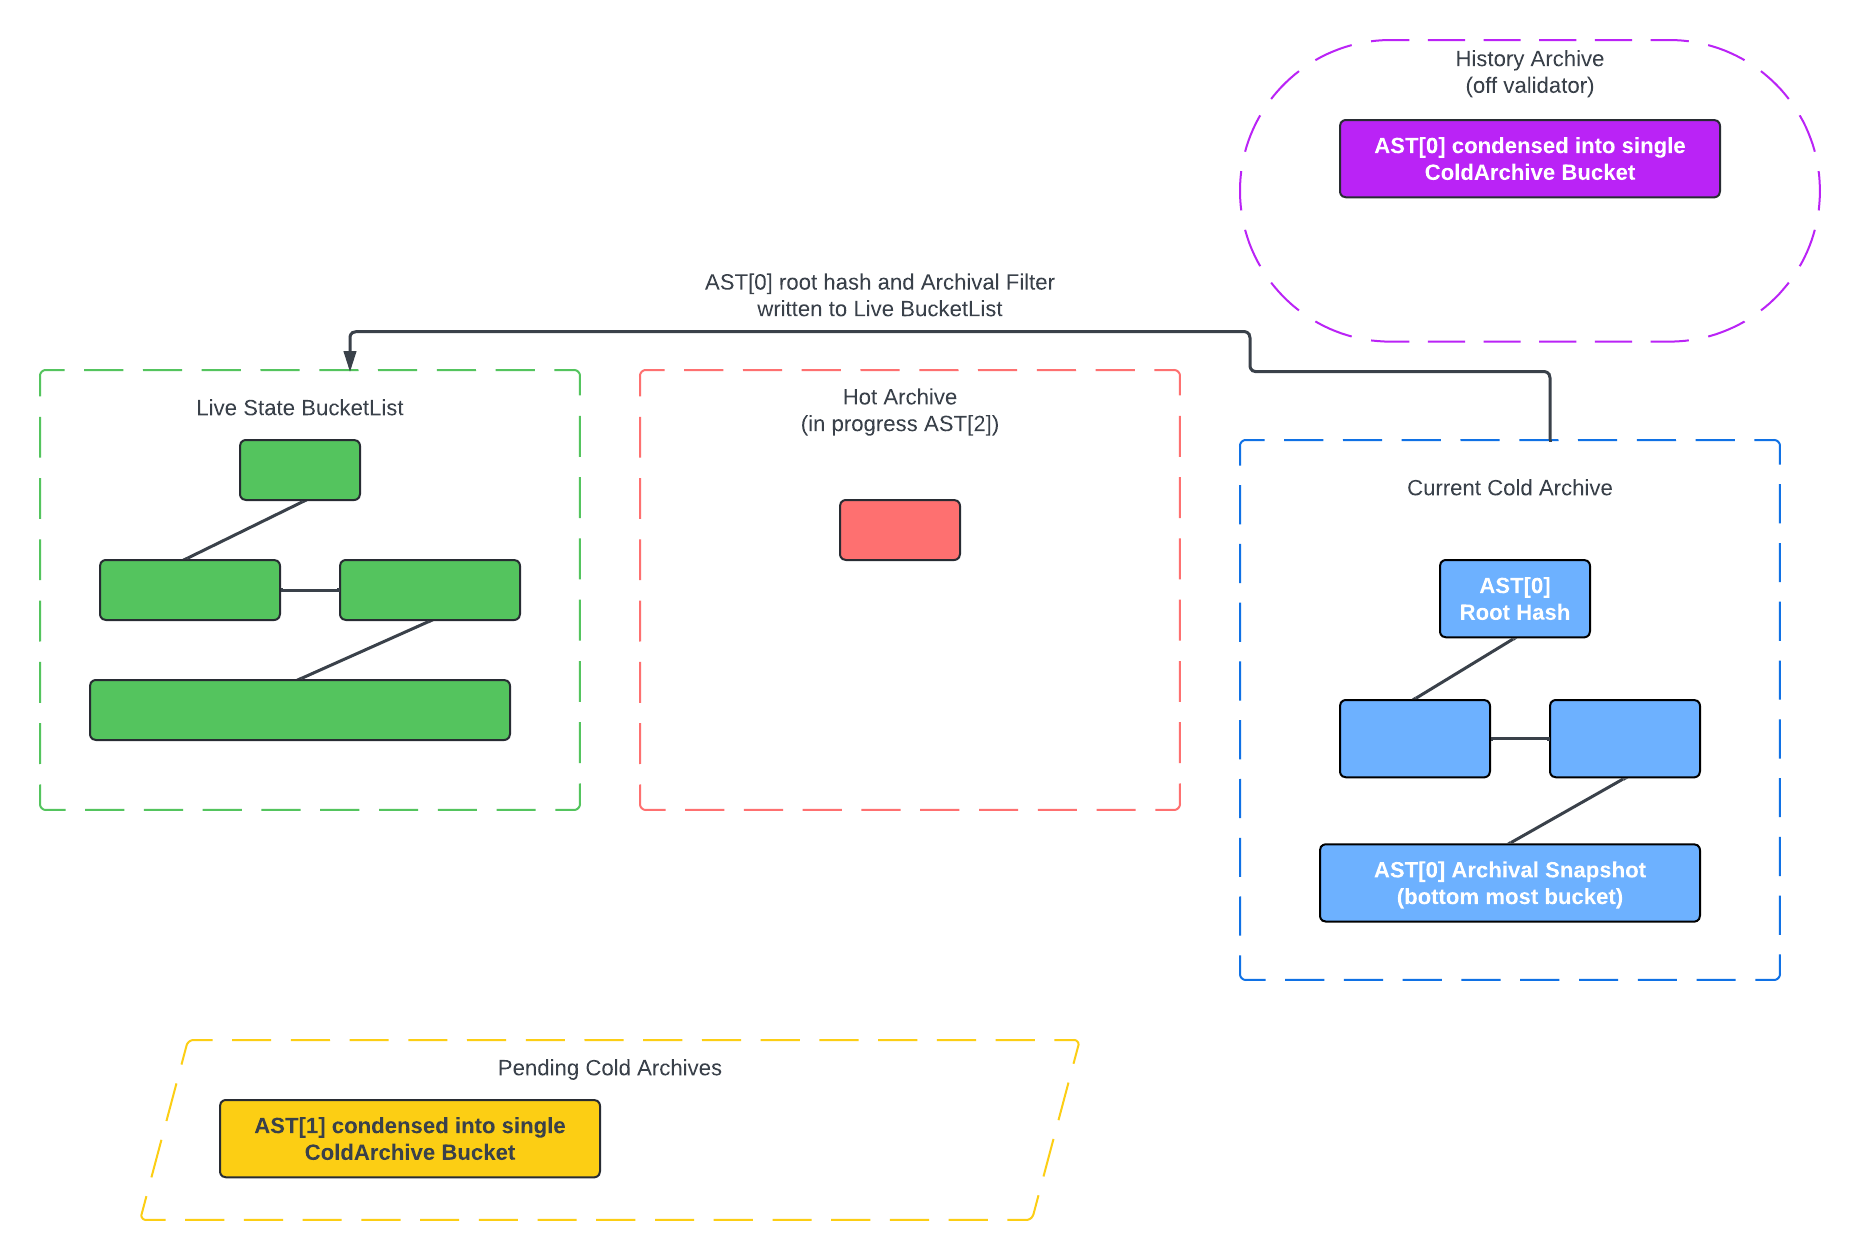 History Archive
(off validator)
AST[0] condensed into single
ColdArchive Bucket
AST[0] root hash and Archival Filter
written to Live BucketList
Live State BucketList
Hot Archive
(in progress AST[2])
Current Cold Archive
AST[0]
Root Hash
AST[0] Archival Snapshot
(bottom most bucket)
Pending Cold Archives
AST[1] condensed into single
ColdArchive Bucket